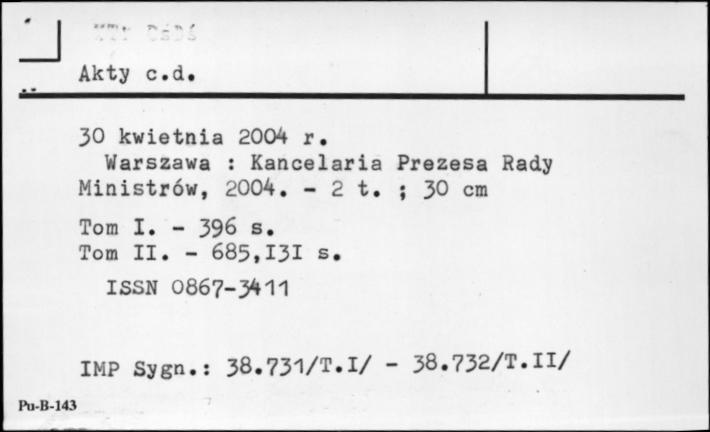 Akty c.d.
30 kwietnia 2004 r.
Warszawa : Kancelaria Prezesa Rady
Ministrów, 2004. - 2 t. ; 30 cm
Tom I. - 396 s.
Tom II. - 685,I3I s.
ISSN 0867-3411
IMP Sygn.: 38.731/T.I/ - 38.732/T.II/
Pu-B-143